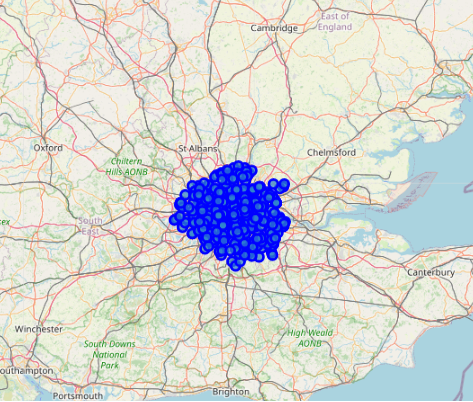 East of
England
Cambridge
Oxford
St Albans
Chelmsford
Chiltern
Hills AONB
South
East
Canterbury
Winchester
High Weald
AONB
South Downs
National
Park
Brighton
Portsmouth